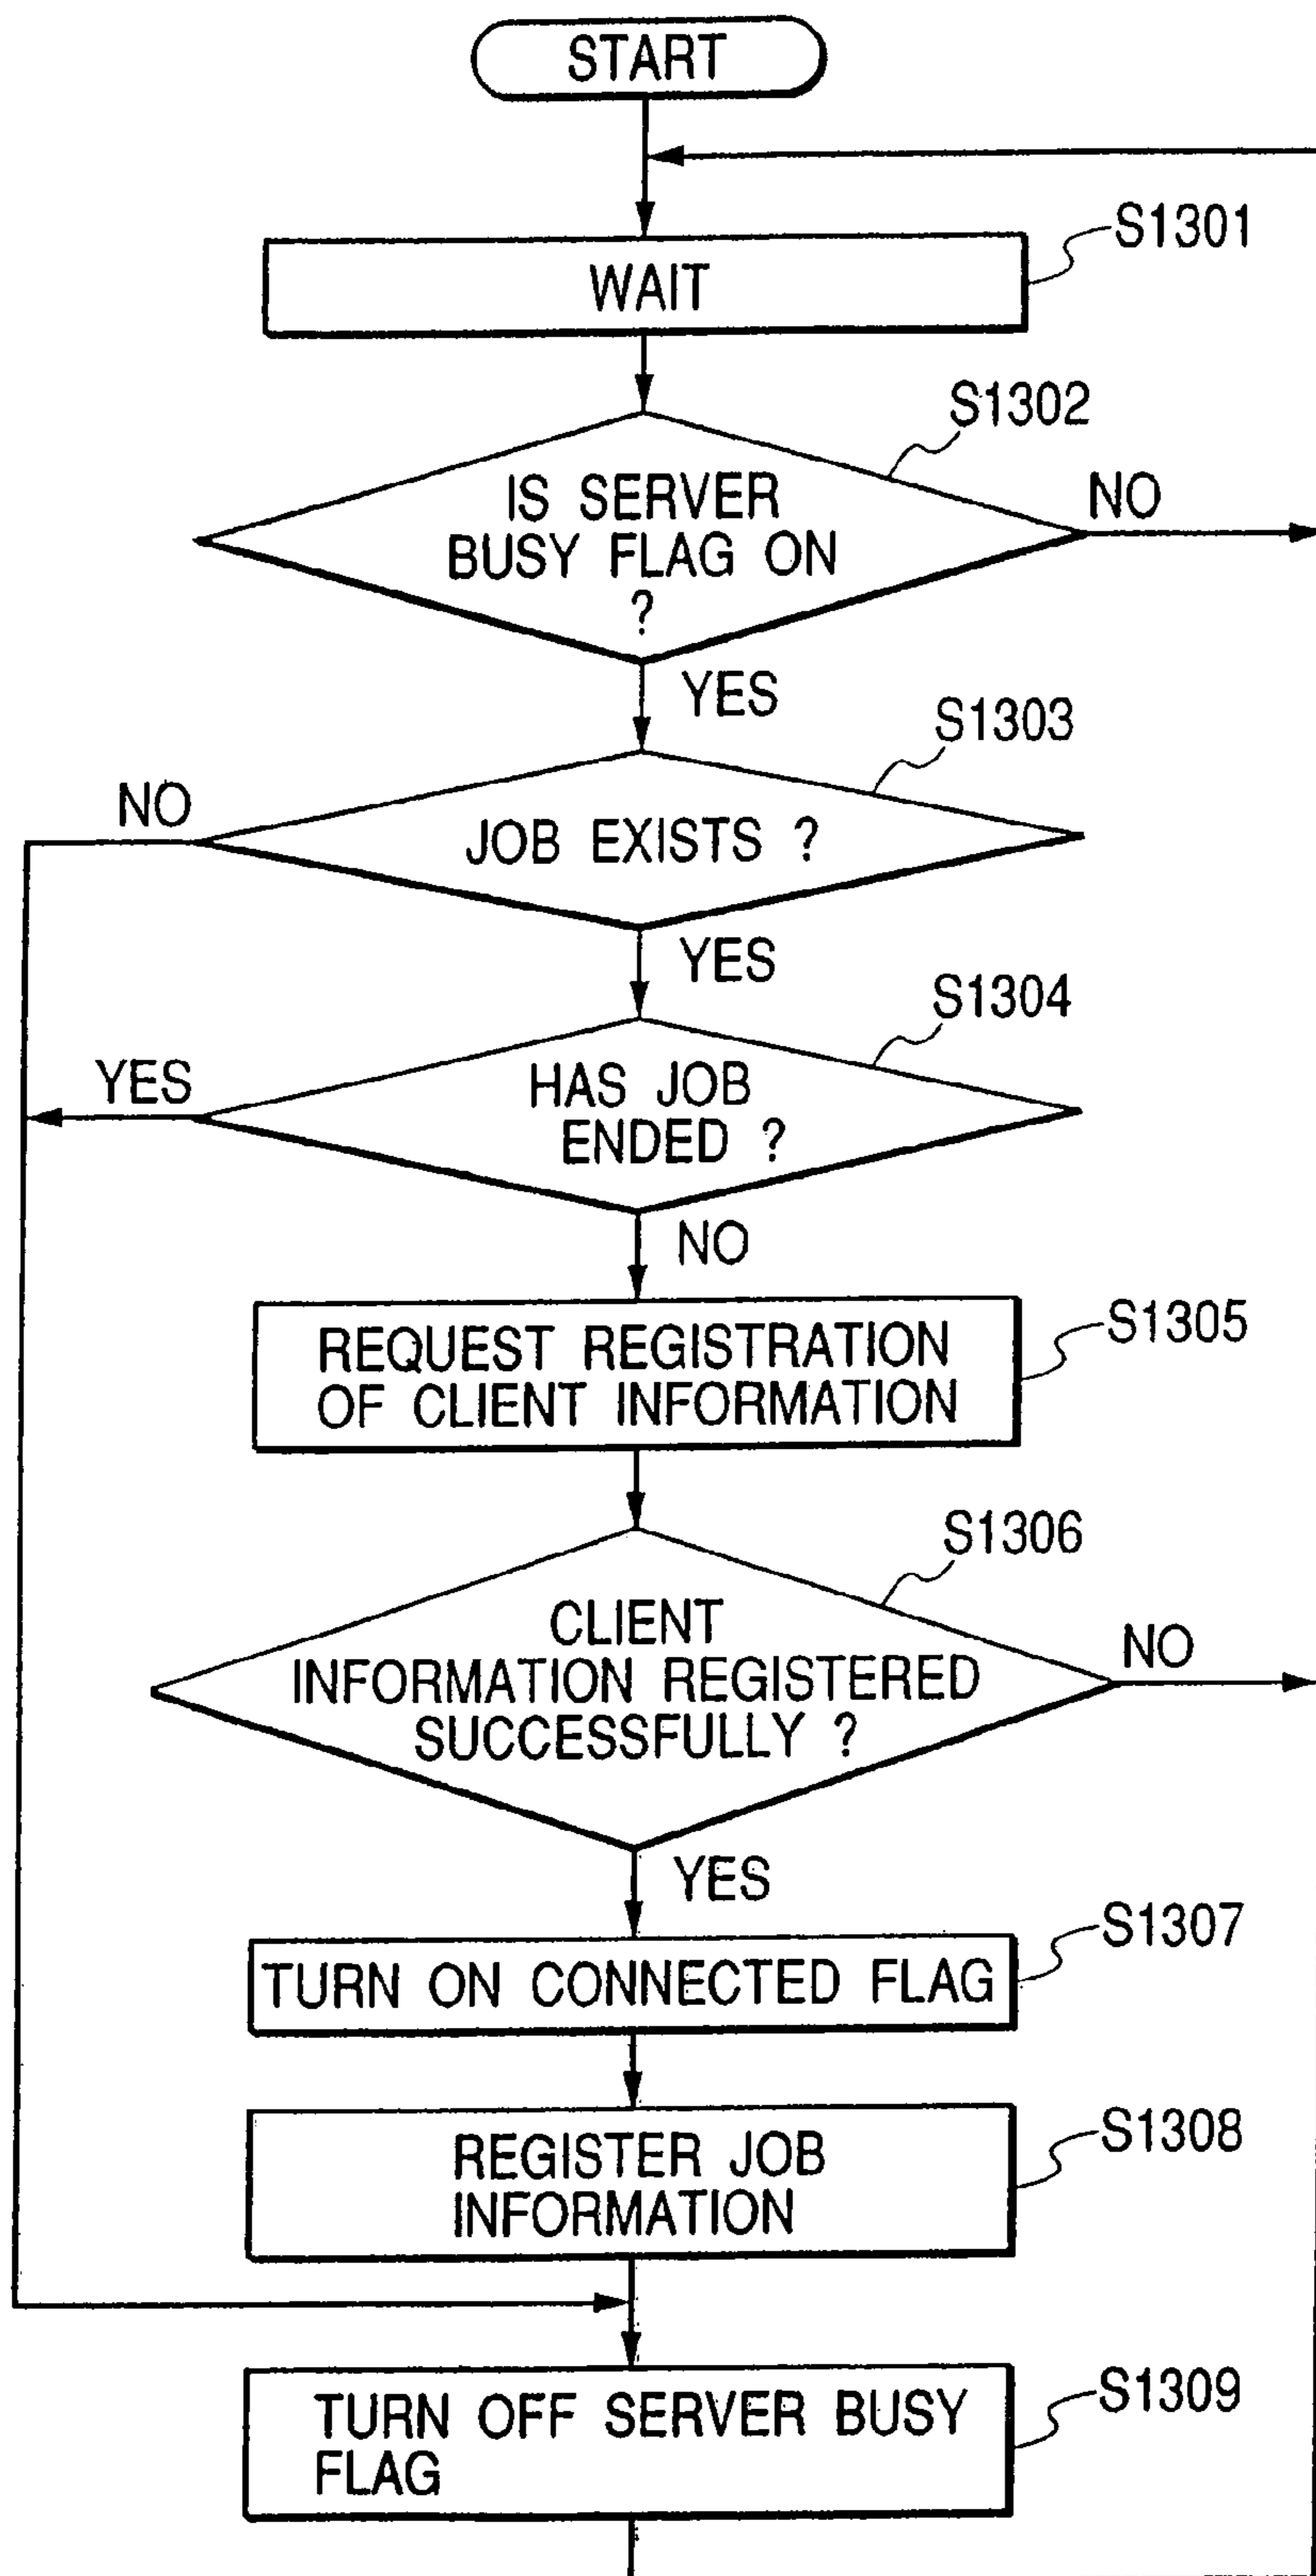 START
S1301
WAIT
S1302
IS SERVER
BUSY FLAG ON
?
NO
YES
S1303
NO
JOB EXISTS ?
YES
S1304
YES
HAS JOB
ENDED ?
NO
S1305
REQUEST REGISTRATION
OF CLIENT INFORMATION
S1306
CLIENT
INFORMATION REGISTERED
SUCCESSFULLY ?
NO
YES
S1307
TURN ON CONNECTED FLAG
S1308
REGISTER JOB
INFORMATION
S1309
TURN OFF SERVER BUSY
FLAG